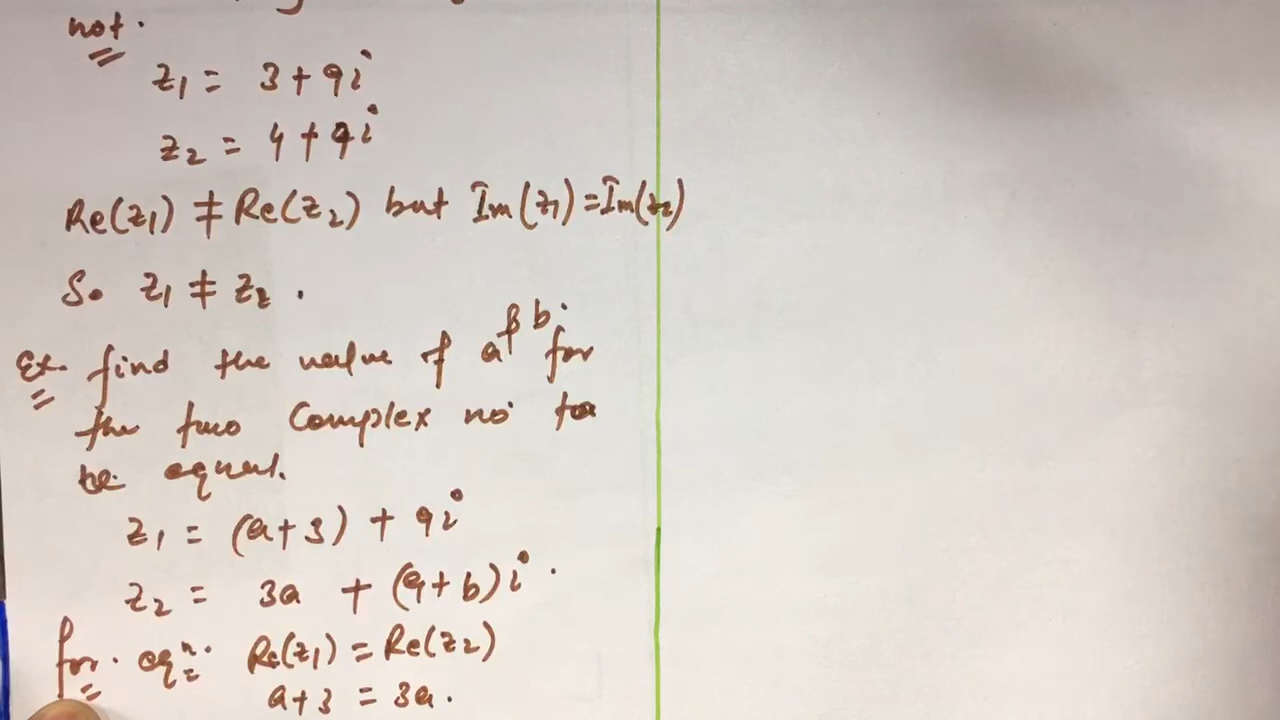 not.
z₁ = 3 + 9i
z₂ = 4 + 9i
Re(z₁) ≠ Re(z₂) but Im(z₁) = Im(z₂)
So z₁ ≠ z₂ .
Ex. find the value of a & b. for
the two Complex no to
be equal.
z₁ = (a+3) + 9i
z₂ = 3a + (9+b)i .
for. eqⁿ. Re(z₁) = Re(z₂)
a+3 = 3a.